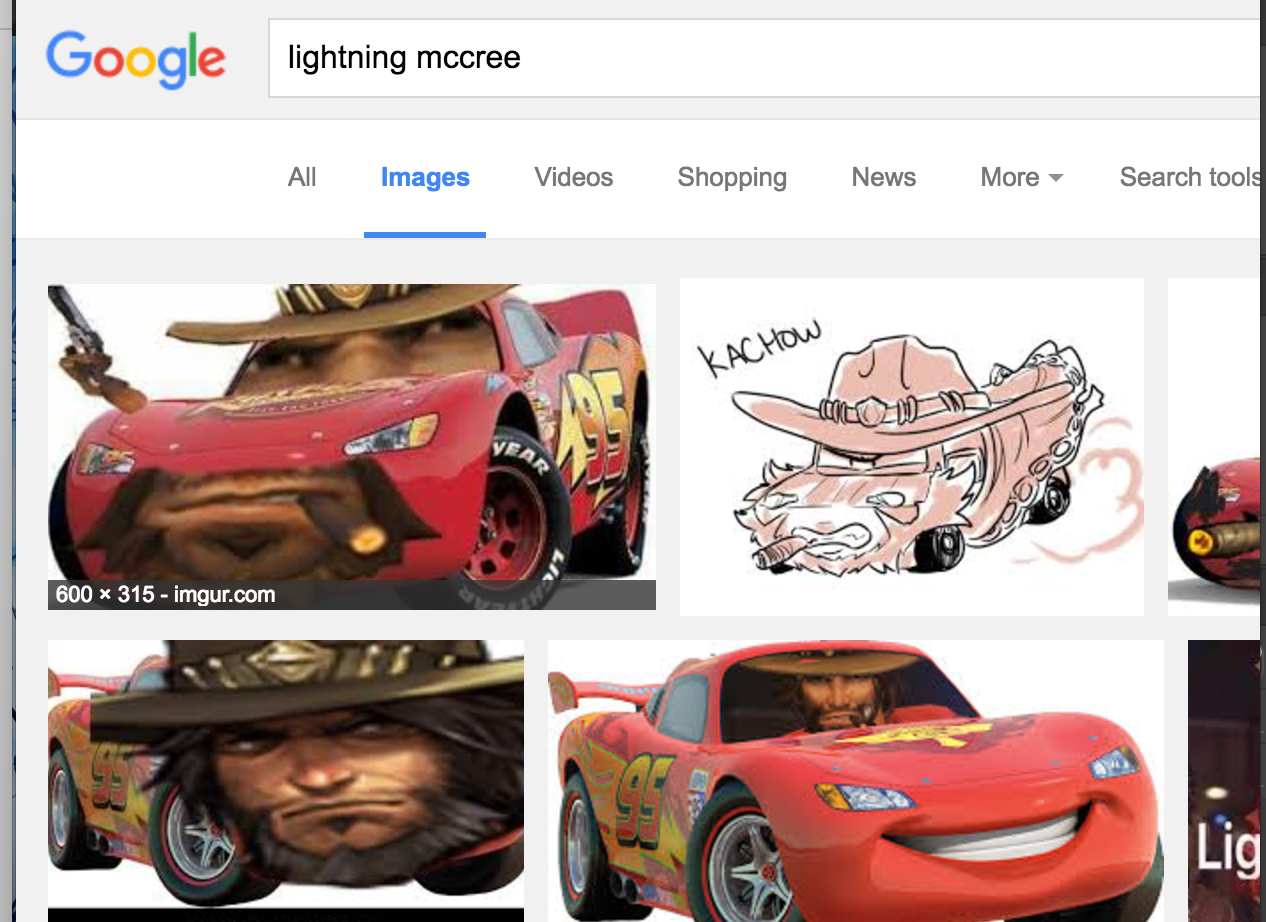 Google
lightning mccree
All Images Videos Shopping News More Search tools
KACHOW
95
YEAR
600 × 315 - imgur.com
95
95
Lig